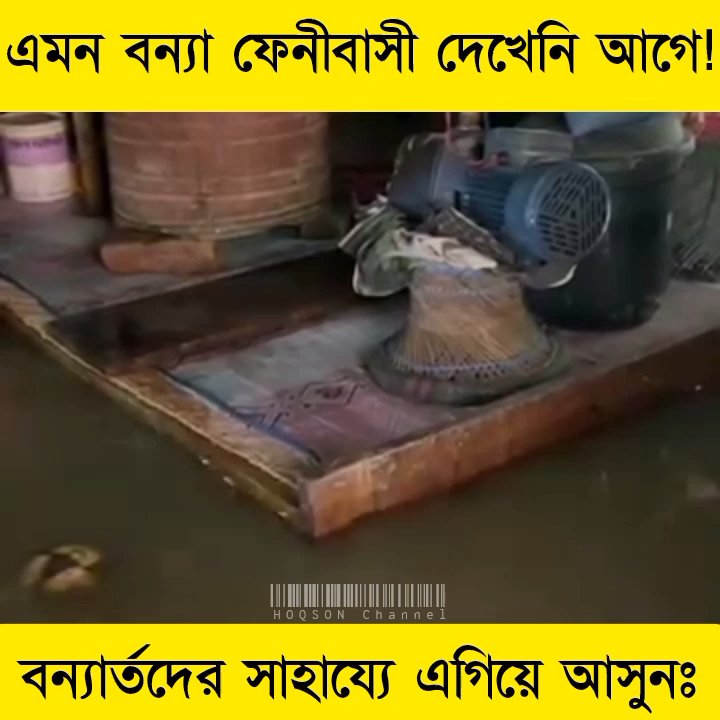 এমন বন্যা ফেনীবাসী দেখেনি আগে!
HOQSON Channel
বন্যার্তদের সাহায্যে এগিয়ে আসুনঃ